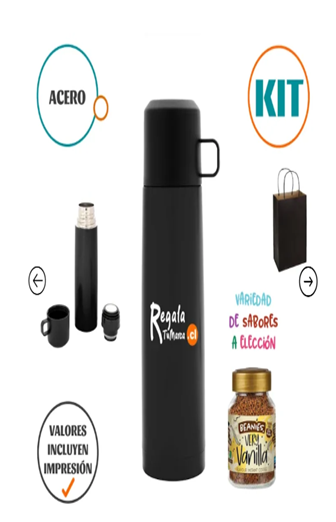 ACERO
KIT
Regala
TuMarca .cl
VARIEDAD
DE SABORES
A ELECCIÓN
VALORES
INCLUYEN
IMPRESIÓN
BEANIES
VERY
Vanilla